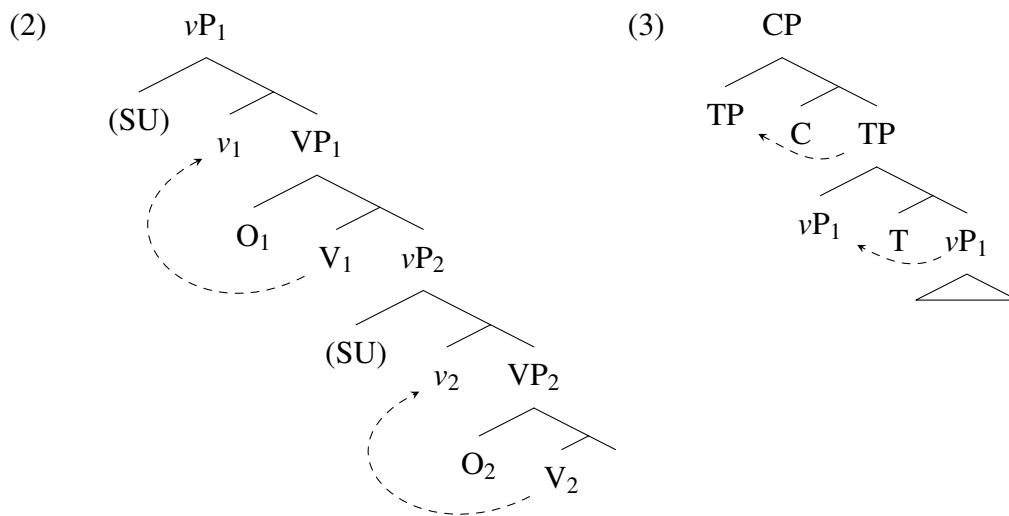 (2) vP₁ (3) CP
(SU) TP C TP
v₁ VP₁
vP₁ T vP₁
O₁ V₁ vP₂
(SU) v₂ VP₂
O₂ V₂